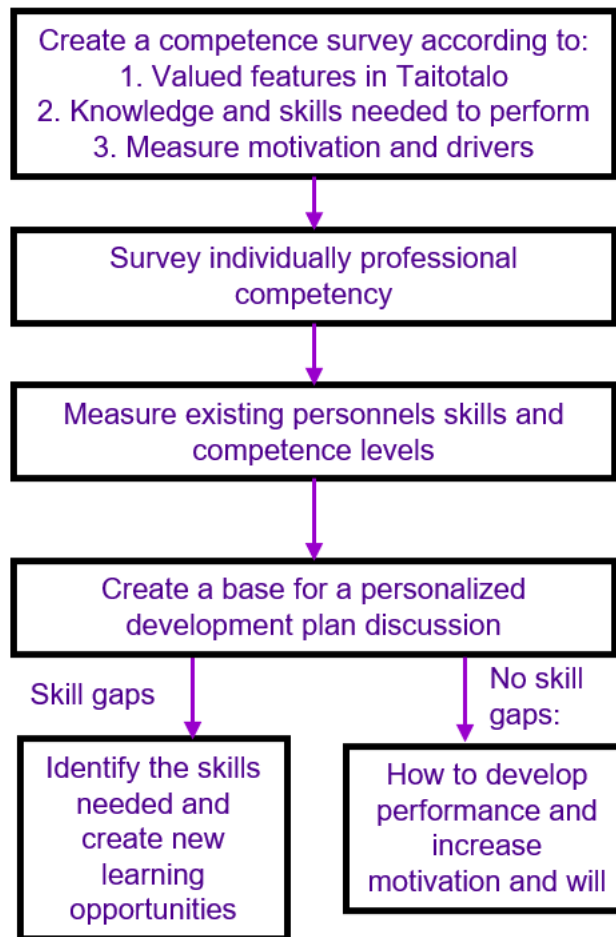 Create a competence survey according to:
1. Valued features in Taitotalo
2. Knowledge and skills needed to perform
3. Measure motivation and drivers
Survey individually professional
competency
Measure existing personnels skills and
competence levels
Create a base for a personalized
development plan discussion
Skill gaps
No skill
gaps:
Identify the skills
needed and
create new
learning
opportunities
How to develop
performance and
increase
motivation and will